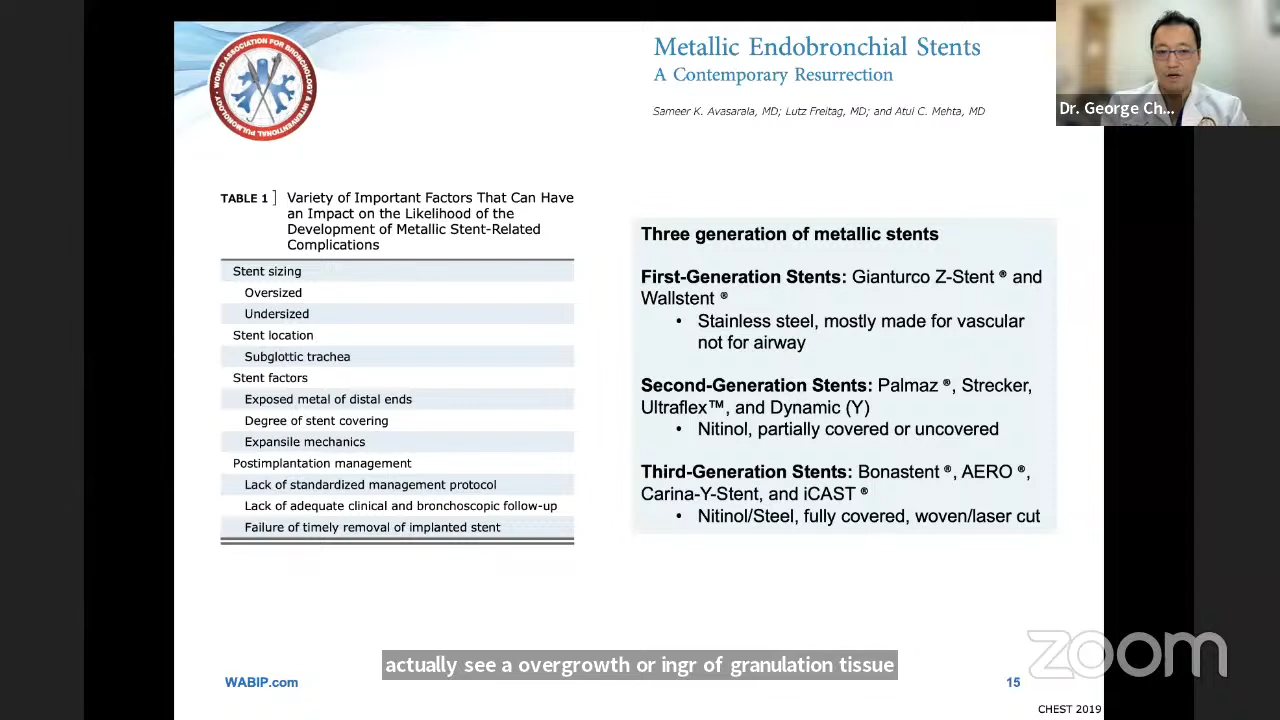 WORLD ASSOCIATION FOR BRONCHOLOGY & INTERVENTIONAL PULMONOLOGY
Metallic Endobronchial Stents
A Contemporary Resurrection
Sameer K. Avasarala, MD; Lutz Freitag, MD; and Atul C. Mehta, MD
Dr. George Ch...
TABLE 1 ] Variety of Important Factors That Can Have
an Impact on the Likelihood of the
Development of Metallic Stent-Related
Complications
Stent sizing
Oversized
Undersized
Stent location
Subglottic trachea
Stent factors
Exposed metal of distal ends
Degree of stent covering
Expansile mechanics
Postimplantation management
Lack of standardized management protocol
Lack of adequate clinical and bronchoscopic follow-up
Failure of timely removal of implanted stent
Three generation of metallic stents
First-Generation Stents: Gianturco Z-Stent ® and
Wallstent ®
• Stainless steel, mostly made for vascular
not for airway
Second-Generation Stents: Palmaz ®, Strecker,
Ultraflex™, and Dynamic (Y)
• Nitinol, partially covered or uncovered
Third-Generation Stents: Bonastent ®, AERO ®,
Carina-Y-Stent, and iCAST ®
• Nitinol/Steel, fully covered, woven/laser cut
actually see a overgrowth or ingr of granulation tissue
zoom
WABIP.com
15
CHEST 2019